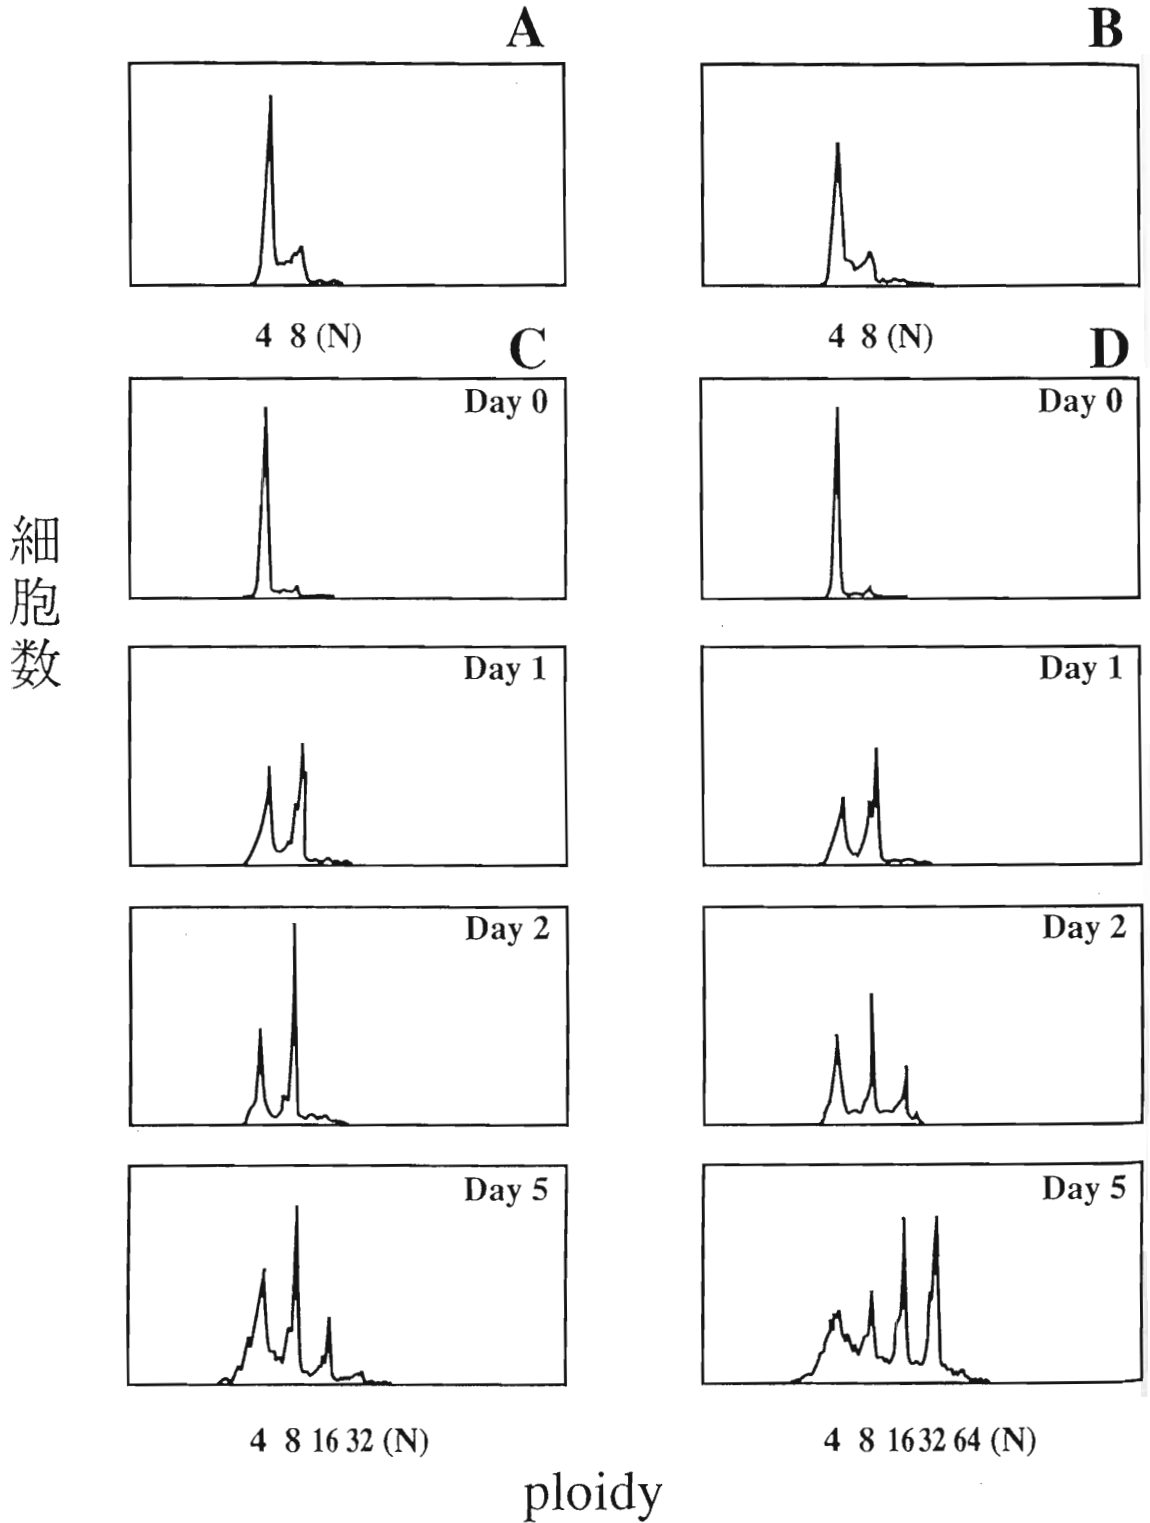 A
B
4 8 (N)
4 8 (N)
C
D
Day 0
Day 0
Day 1
Day 1
Day 2
Day 2
Day 5
Day 5
細胞数
4 8 16 32 (N)
4 8 16 32 64 (N)
ploidy